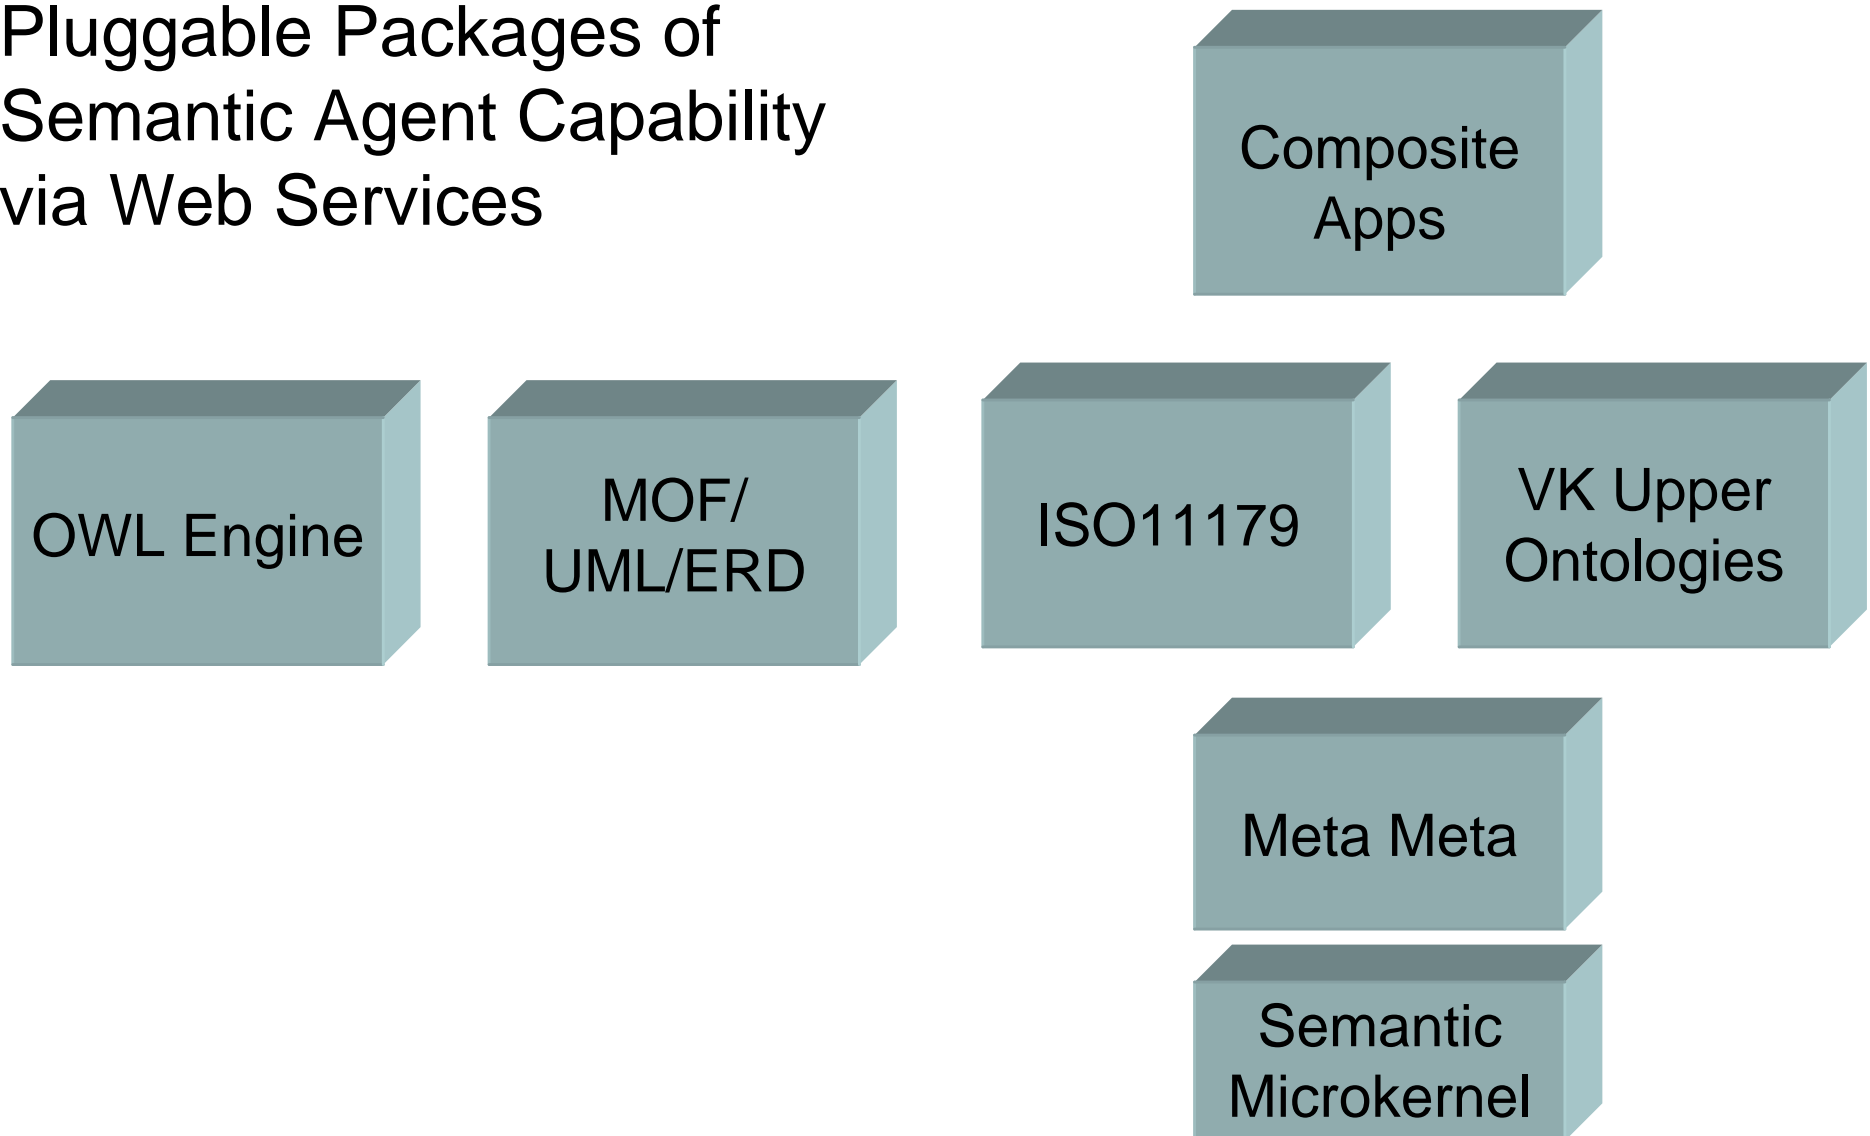 Pluggable Packages of
Semantic Agent Capability
via Web Services
Composite
Apps
OWL Engine
MOF/
UML/ERD
ISO11179
VK Upper
Ontologies
Meta Meta
Semantic
Microkernel